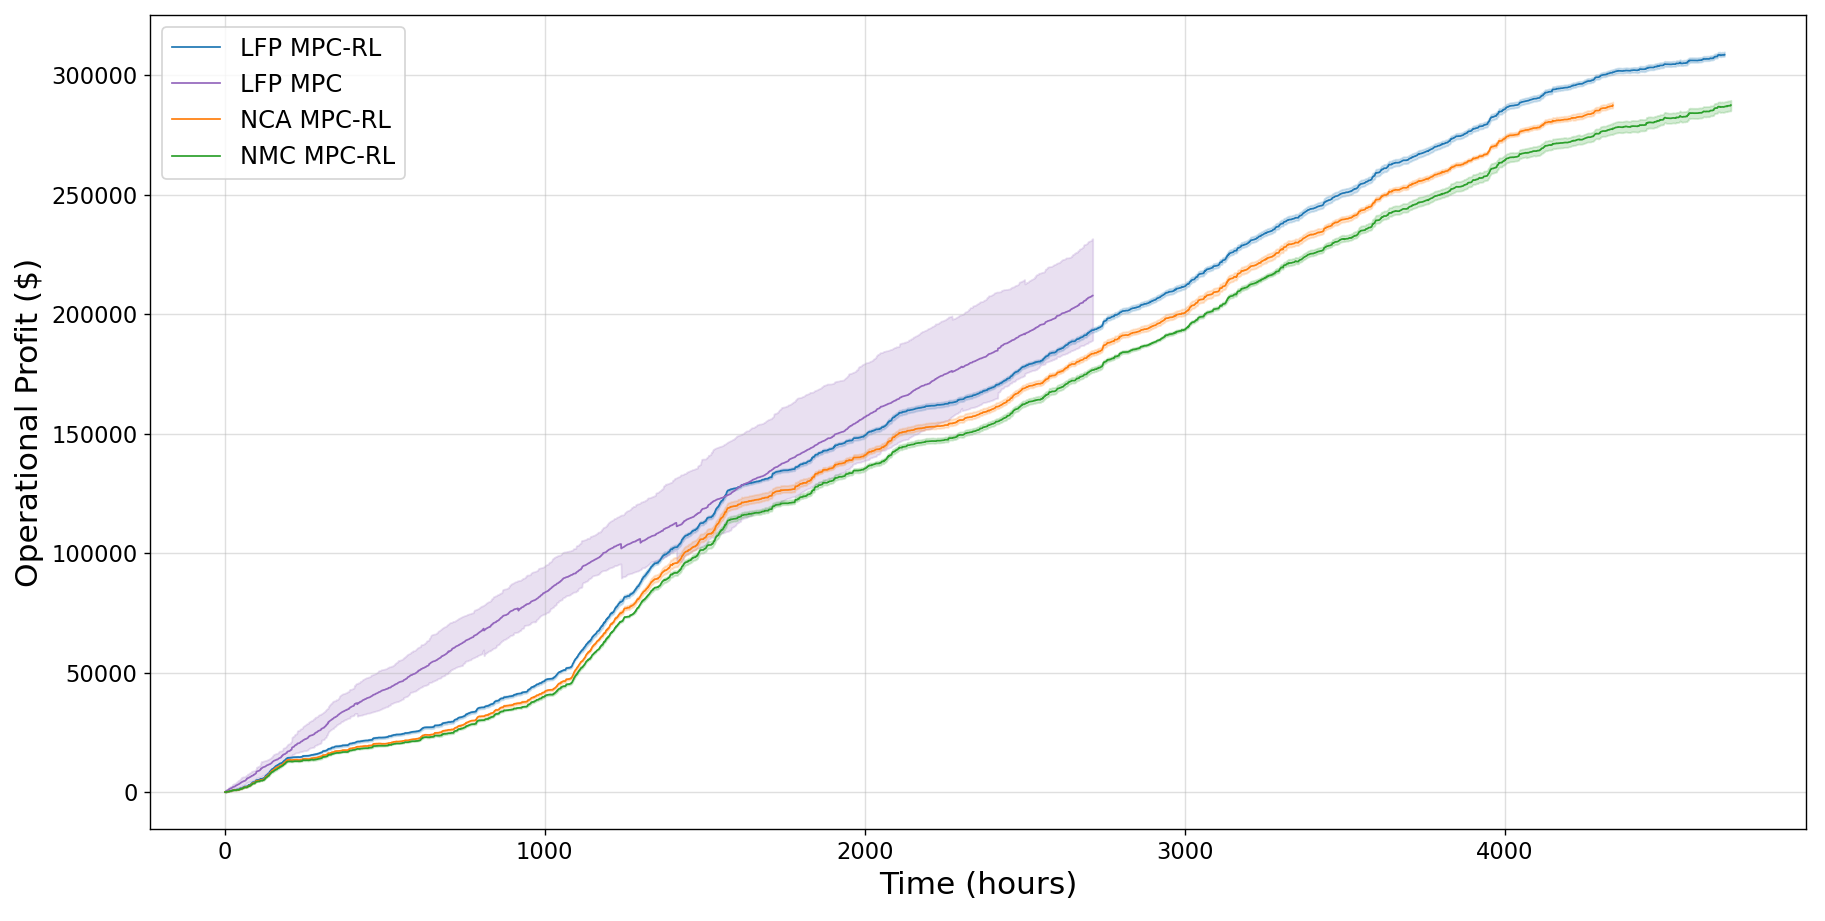 LFP MPC-RL
LFP MPC
NCA MPC-RL
NMC MPC-RL
300000
250000
200000
150000
100000
50000
0
Operational Profit ($)
0 1000 2000 3000 4000
Time (hours)